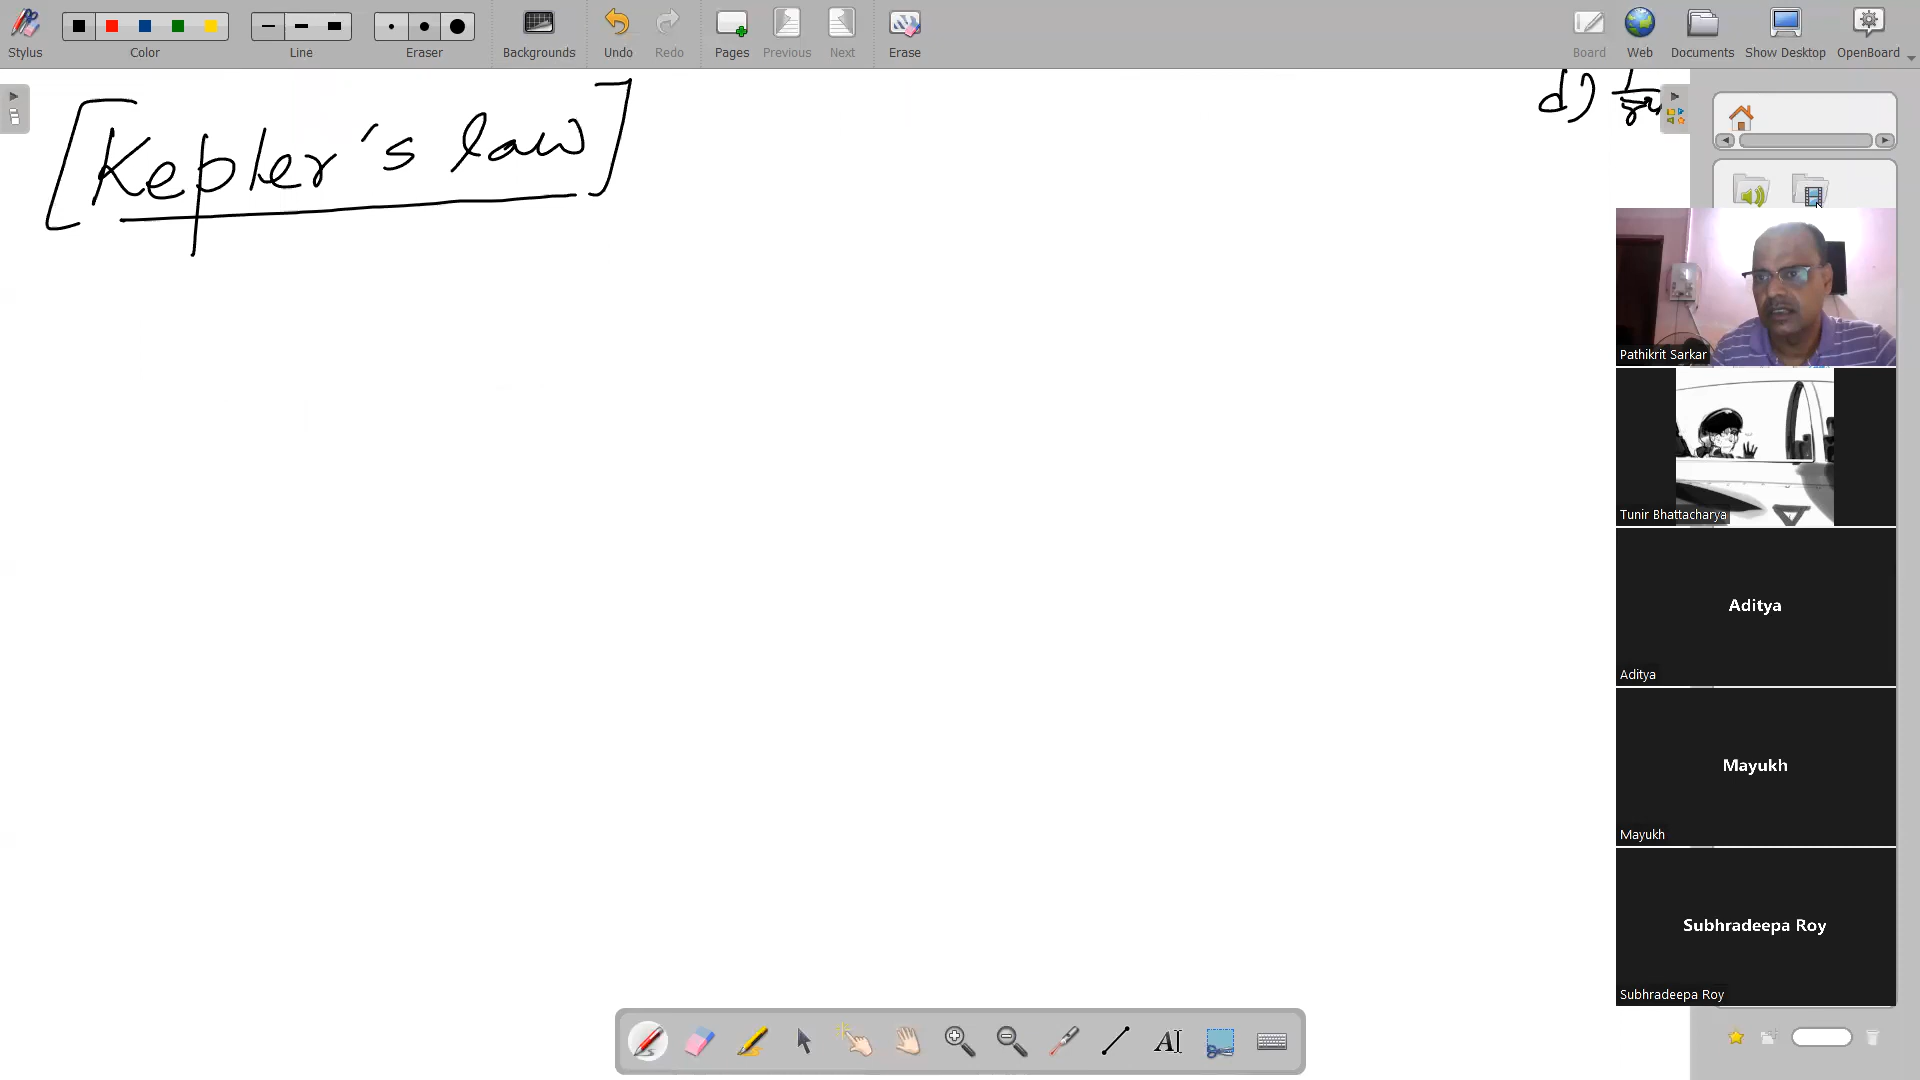 Stylus
Color
Line
Eraser
Backgrounds
Undo
Redo
Pages
Previous
Next
Erase
Board
Web
Documents
Show Desktop
OpenBoard
[Kepler's law]
d)
Pathikrit Sarkar
Tunir Bhattacharya
Aditya
Aditya
Mayukh
Mayukh
Subhradeepa Roy
Subhradeepa Roy